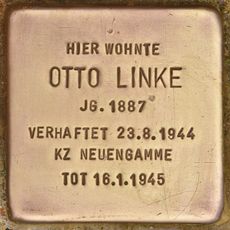 HIER WOHNTE
OTTO LINKE
JG. 1887
VERHAFTET 23.8.1944
KZ NEUENGAMME
TOT 16.1.1945